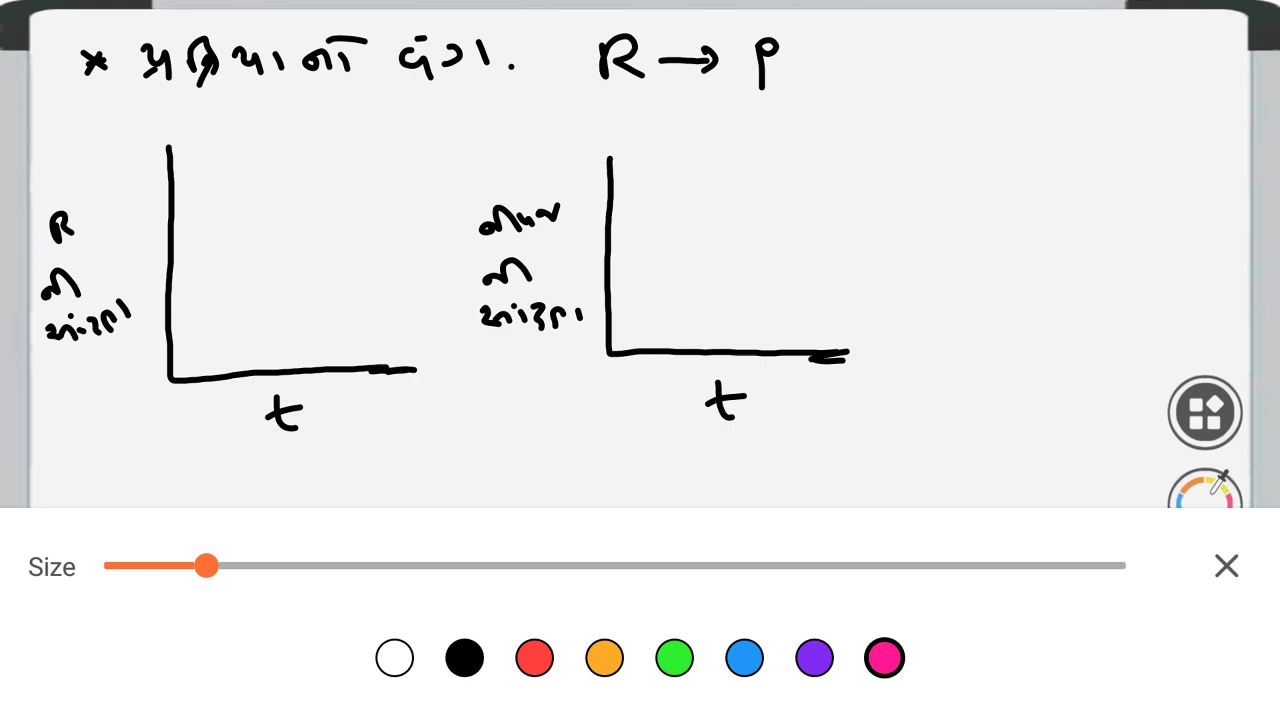 * પ્રક્રિયાનો વેગ. R → P
R
ની
સાંદ્રતા
t
નીપજ
ની
સાંદ્રતા
t
Size